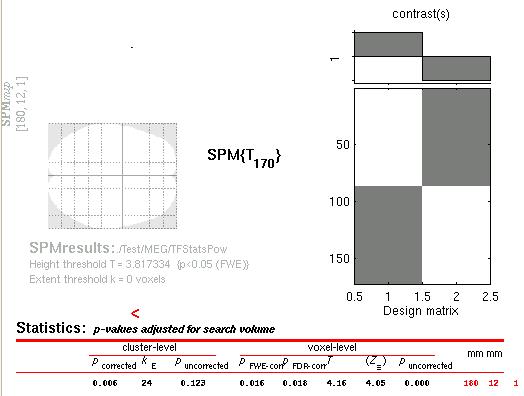 contrast(s)
1
SPMmip
[180, 12, 1]
<
SPM{T170}
50
100
150
0.5 1 1.5 2 2.5
Design matrix
SPMresults: ./Test/MEG/TFStatsPow
Height threshold T = 3.817334 {p<0.05 (FWE)}
Extent threshold k = 0 voxels
Statistics: p-values adjusted for search volume
cluster-level voxel-level mm mm
p corrected k E p uncorrected p FWE-corr p FDR-corr T (Z≡) p uncorrected
0.006 24 0.123 0.016 0.018 4.16 4.05 0.000 180 12 1